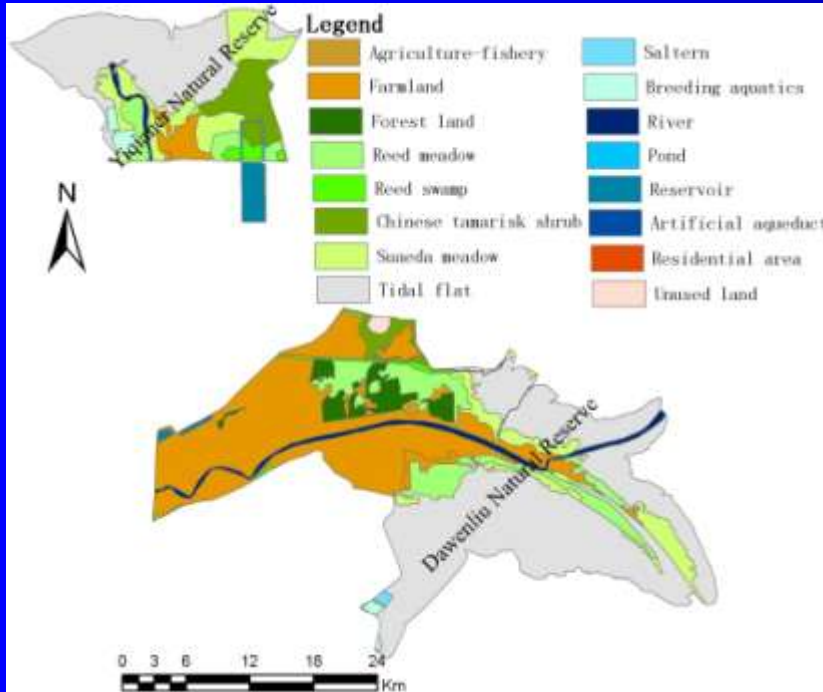 Yiqianer Natural Reserve
Legend
Agriculture-fishery
Farmland
Forest land
Reed meadow
Reed swamp
Chinese tamarisk shrub
Suaeda meadow
Tidal flat
Saltern
Breeding aquatics
River
Pond
Reservoir
Artificial aqueduct
Residential area
Unused land
N
Dawenliu Natural Reserve
0 3 6 12 18 24
Km